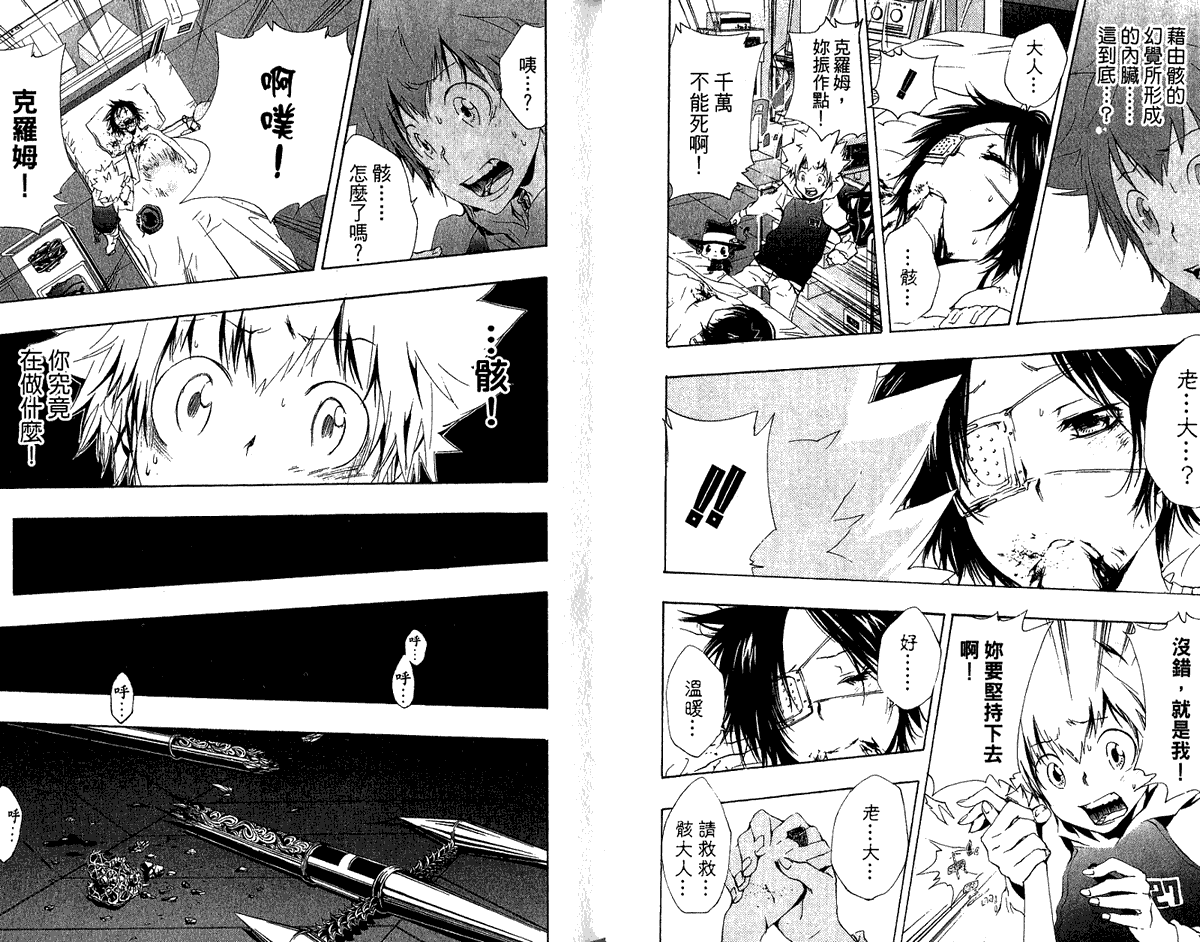 藉由骸的
幻覺所形成
的內臟……
這到底…？
大人…
！
…骸…
克羅姆，
妳振作點！
千萬
不能死啊！
老…大…？
!!
沒錯，就是我！
妳要堅持下去
啊！
27
好……
溫暖…
老…大…
請救救…
骸大人…
咦…？
骸……
怎麼了嗎？
啊噗！
克羅姆！
…骸！
你究竟
在做什麼！
呼…
呼…
呼…
呼…